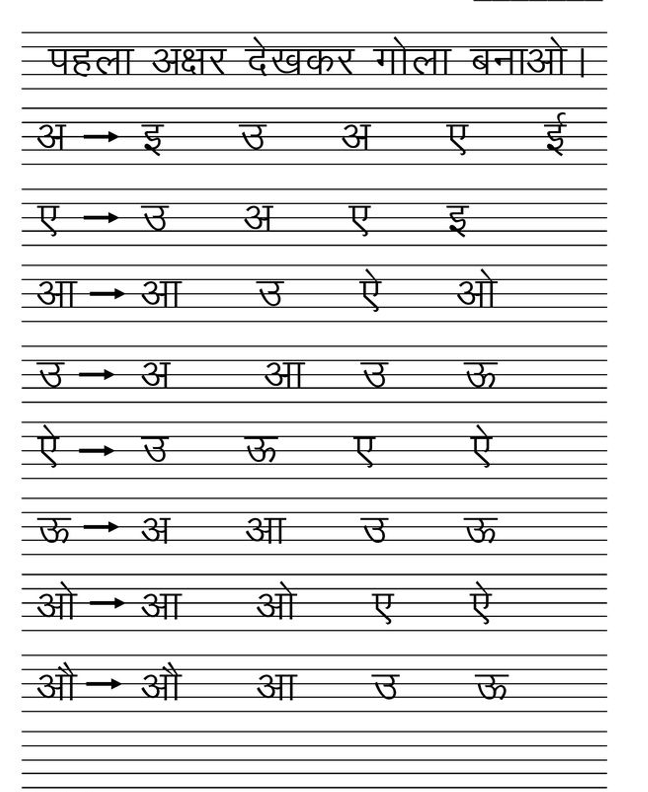 पहला अक्षर देखकर गोला बनाओ।
अ → इ उ अ ए ई
ए → उ अ ए इ
आ → आ उ ऐ ओ
उ → अ आ उ ऊ
ऐ → उ ऊ ए ऐ
ऊ → अ आ उ ऊ
ओ → आ ओ ए ऐ
औ → औ आ उ ऊ